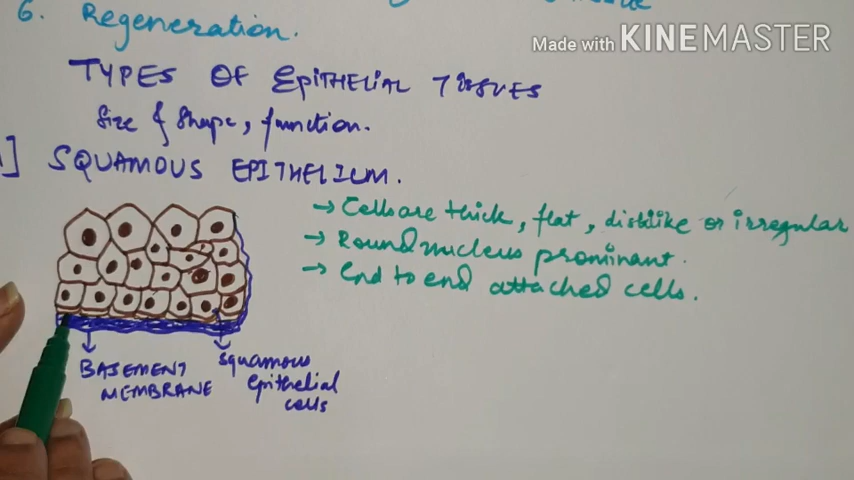 6. Regeneration.
Made with KINEMASTER
TYPES OF EPITHELIAL TISSUES
Size & Shape, function.
] SQUAMOUS EPITHELIUM.
→ Cells are thick, flat, disklike or irregular
→ Round nucleus prominent.
→ End to end attached cells.
BASEMENT MEMBRANE
squamous epithelial cells